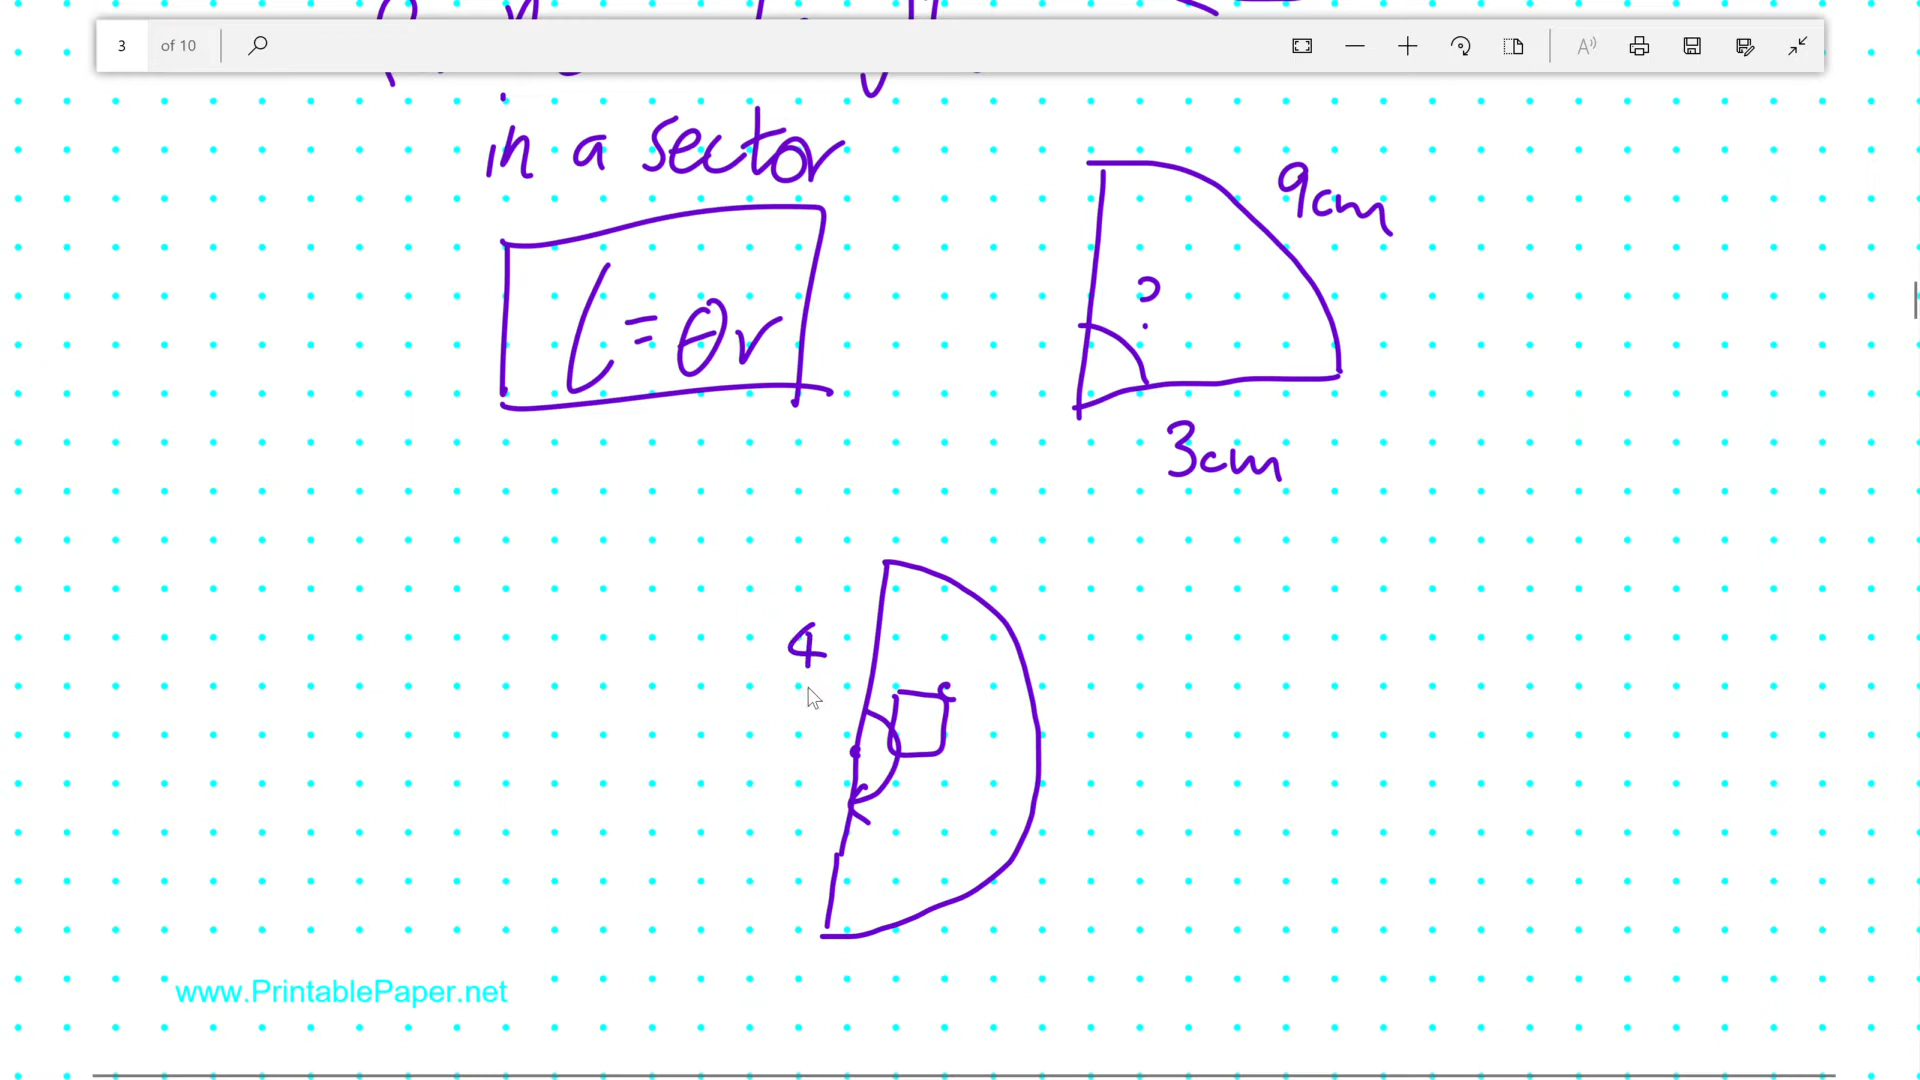 3 of 10
in a sector
9cm
l = θr
?
3cm
4
www.PrintablePaper.net